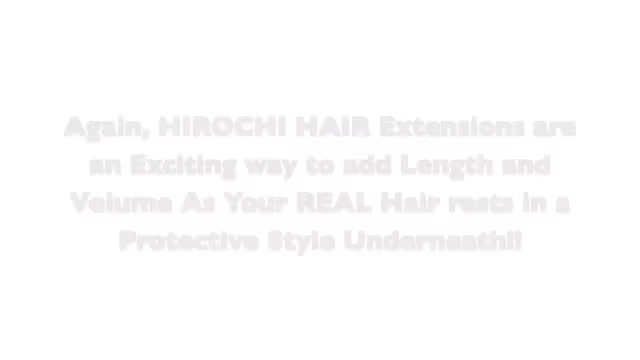 Again, HIROCHI HAIR Extensions are
an Exciting way to add Length and
Volume As Your REAL Hair rests in a
Protective Style Underneath!!